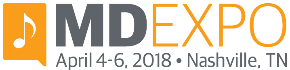 MDEXPO
April 4-6, 2018 • Nashville, TN